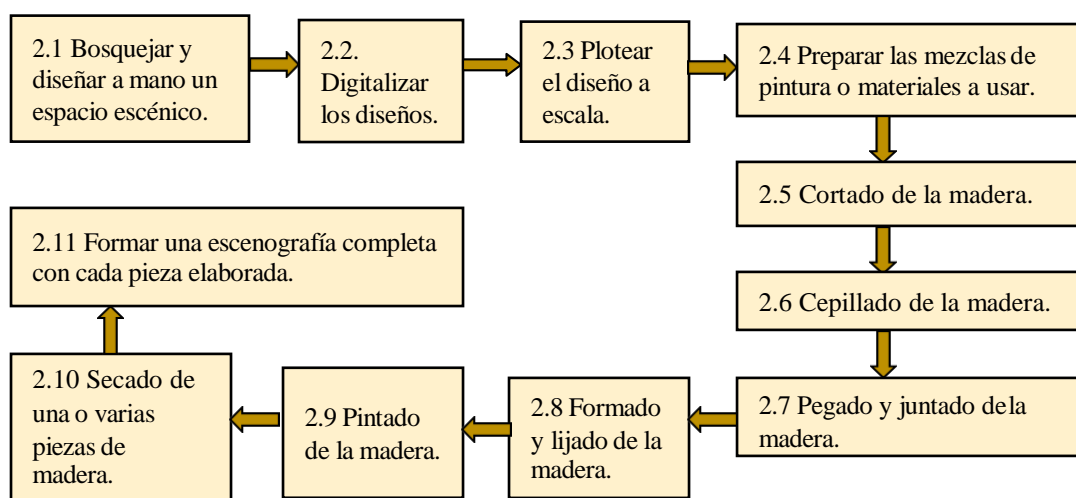 2.1 Bosquejar y
diseñar a mano un
espacio escénico.
2.2.
Digitalizar
los diseños.
2.3 Plotear
el diseño a
escala.
2.4 Preparar las mezclas de
pintura o materiales a usar.
2.5 Cortado de la madera.
2.6 Cepillado de la madera.
2.7 Pegado y juntado dela
madera.
2.8 Formado
y lijado de la
madera.
2.9 Pintado
de la madera.
2.10 Secado de
una o varias
piezas de
madera.
2.11 Formar una escenografía completa
con cada pieza elaborada.